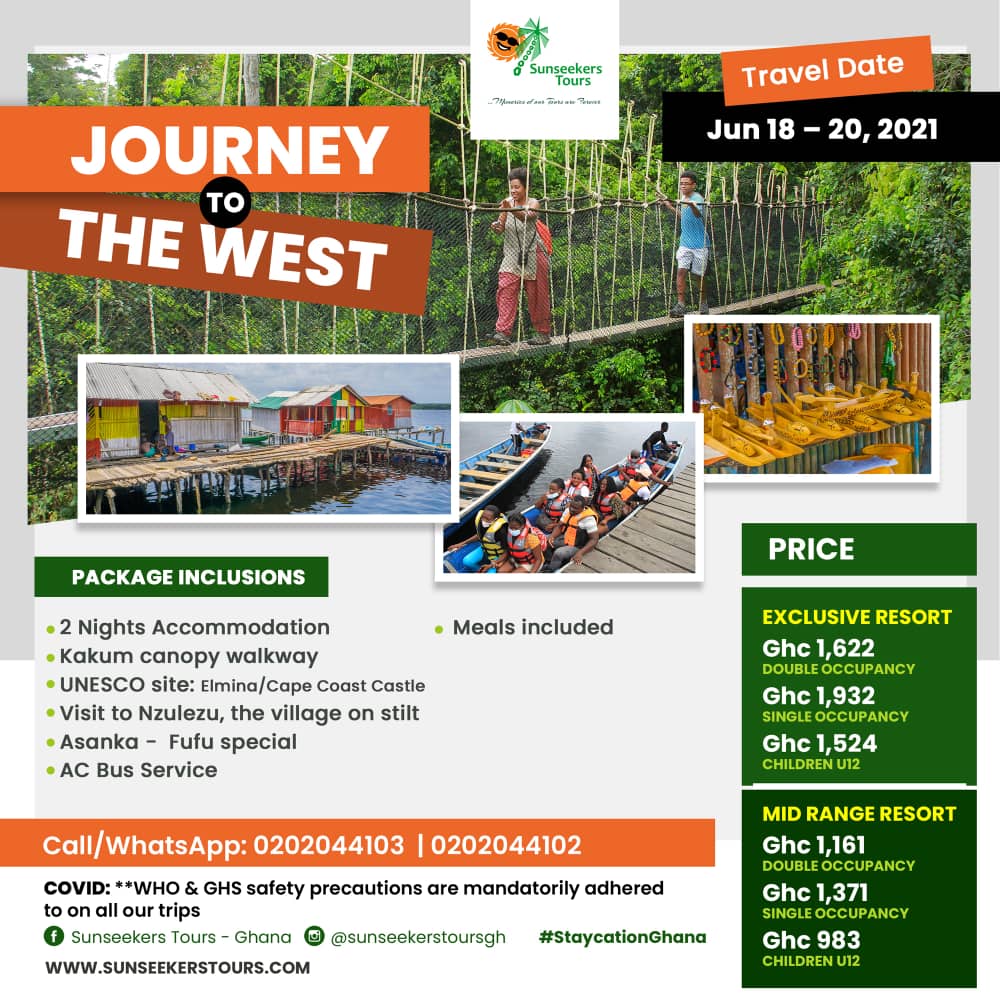 Sunseekers
Tours
...Memories of our Tours are Forever
Travel Date
Jun 18 – 20, 2021
JOURNEY
TO
THE WEST
PACKAGE INCLUSIONS
• 2 Nights Accommodation
• Kakum canopy walkway
• UNESCO site: Elmina/Cape Coast Castle
• Visit to Nzulezu, the village on stilt
• Asanka - Fufu special
• AC Bus Service
• Meals included
PRICE
EXCLUSIVE RESORT
Ghc 1,622
DOUBLE OCCUPANCY
Ghc 1,932
SINGLE OCCUPANCY
Ghc 1,524
CHILDREN U12
MID RANGE RESORT
Ghc 1,161
DOUBLE OCCUPANCY
Ghc 1,371
SINGLE OCCUPANCY
Ghc 983
CHILDREN U12
Call/WhatsApp: 0202044103 | 0202044102
COVID: **WHO & GHS safety precautions are mandatorily adhered
to on all our trips
Sunseekers Tours - Ghana @sunseekerstoursgh #StaycationGhana
WWW.SUNSEEKERSTOURS.COM